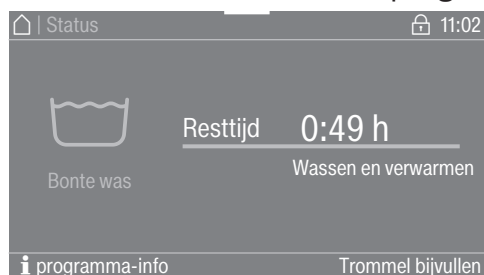 | Status 11:02
Resttijd 0:49 h
Wassen en verwarmen
Bonte was
programma-info Trommel bijvullen